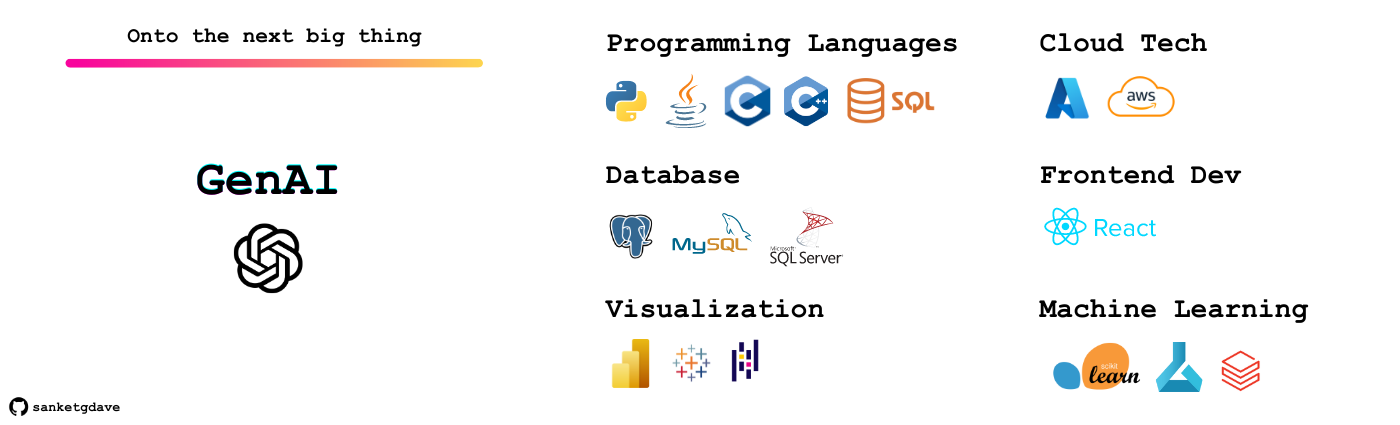 Onto the next big thing
GenAI
sanketgdave
Programming Languages
C
C
C++
SQL
Database
MySQL
Microsoft
SQL Server
Visualization
Cloud Tech
aws
Frontend Dev
React
Machine Learning
scikit
learn